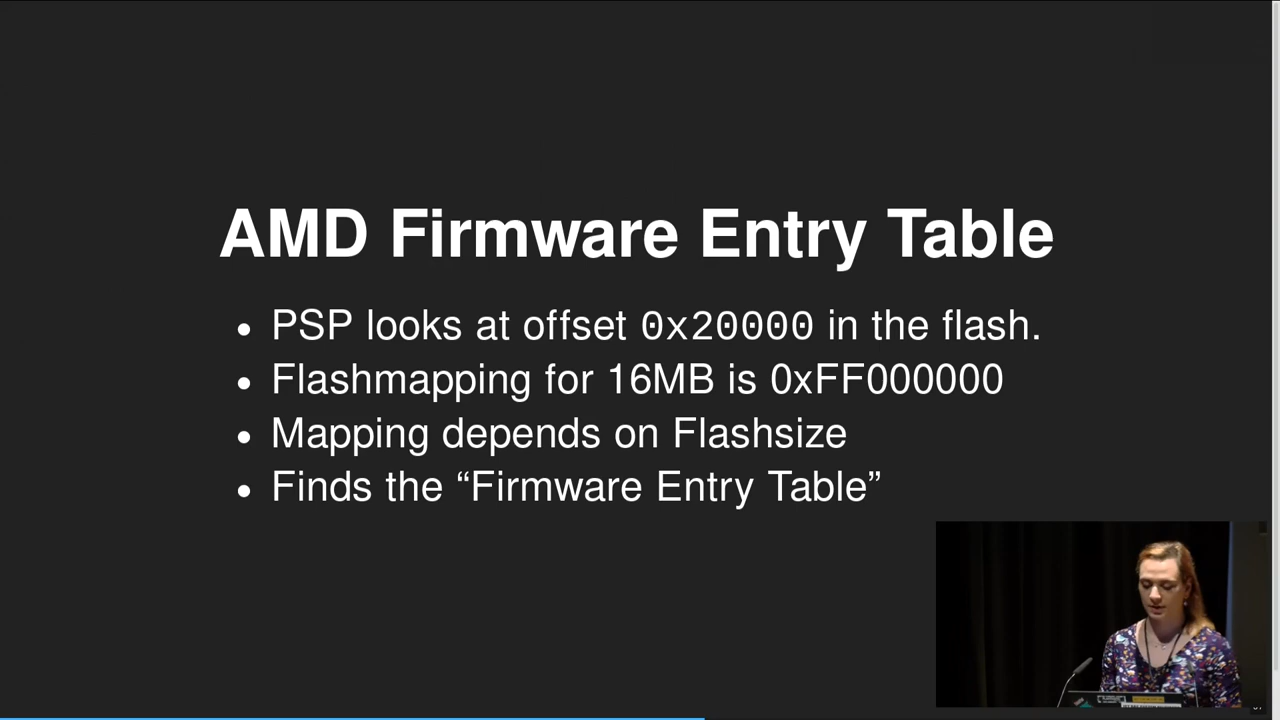 AMD Firmware Entry Table
• PSP looks at offset 0x20000 in the flash.
• Flashmapping for 16MB is 0xFF000000
• Mapping depends on Flashsize
• Finds the “Firmware Entry Table”